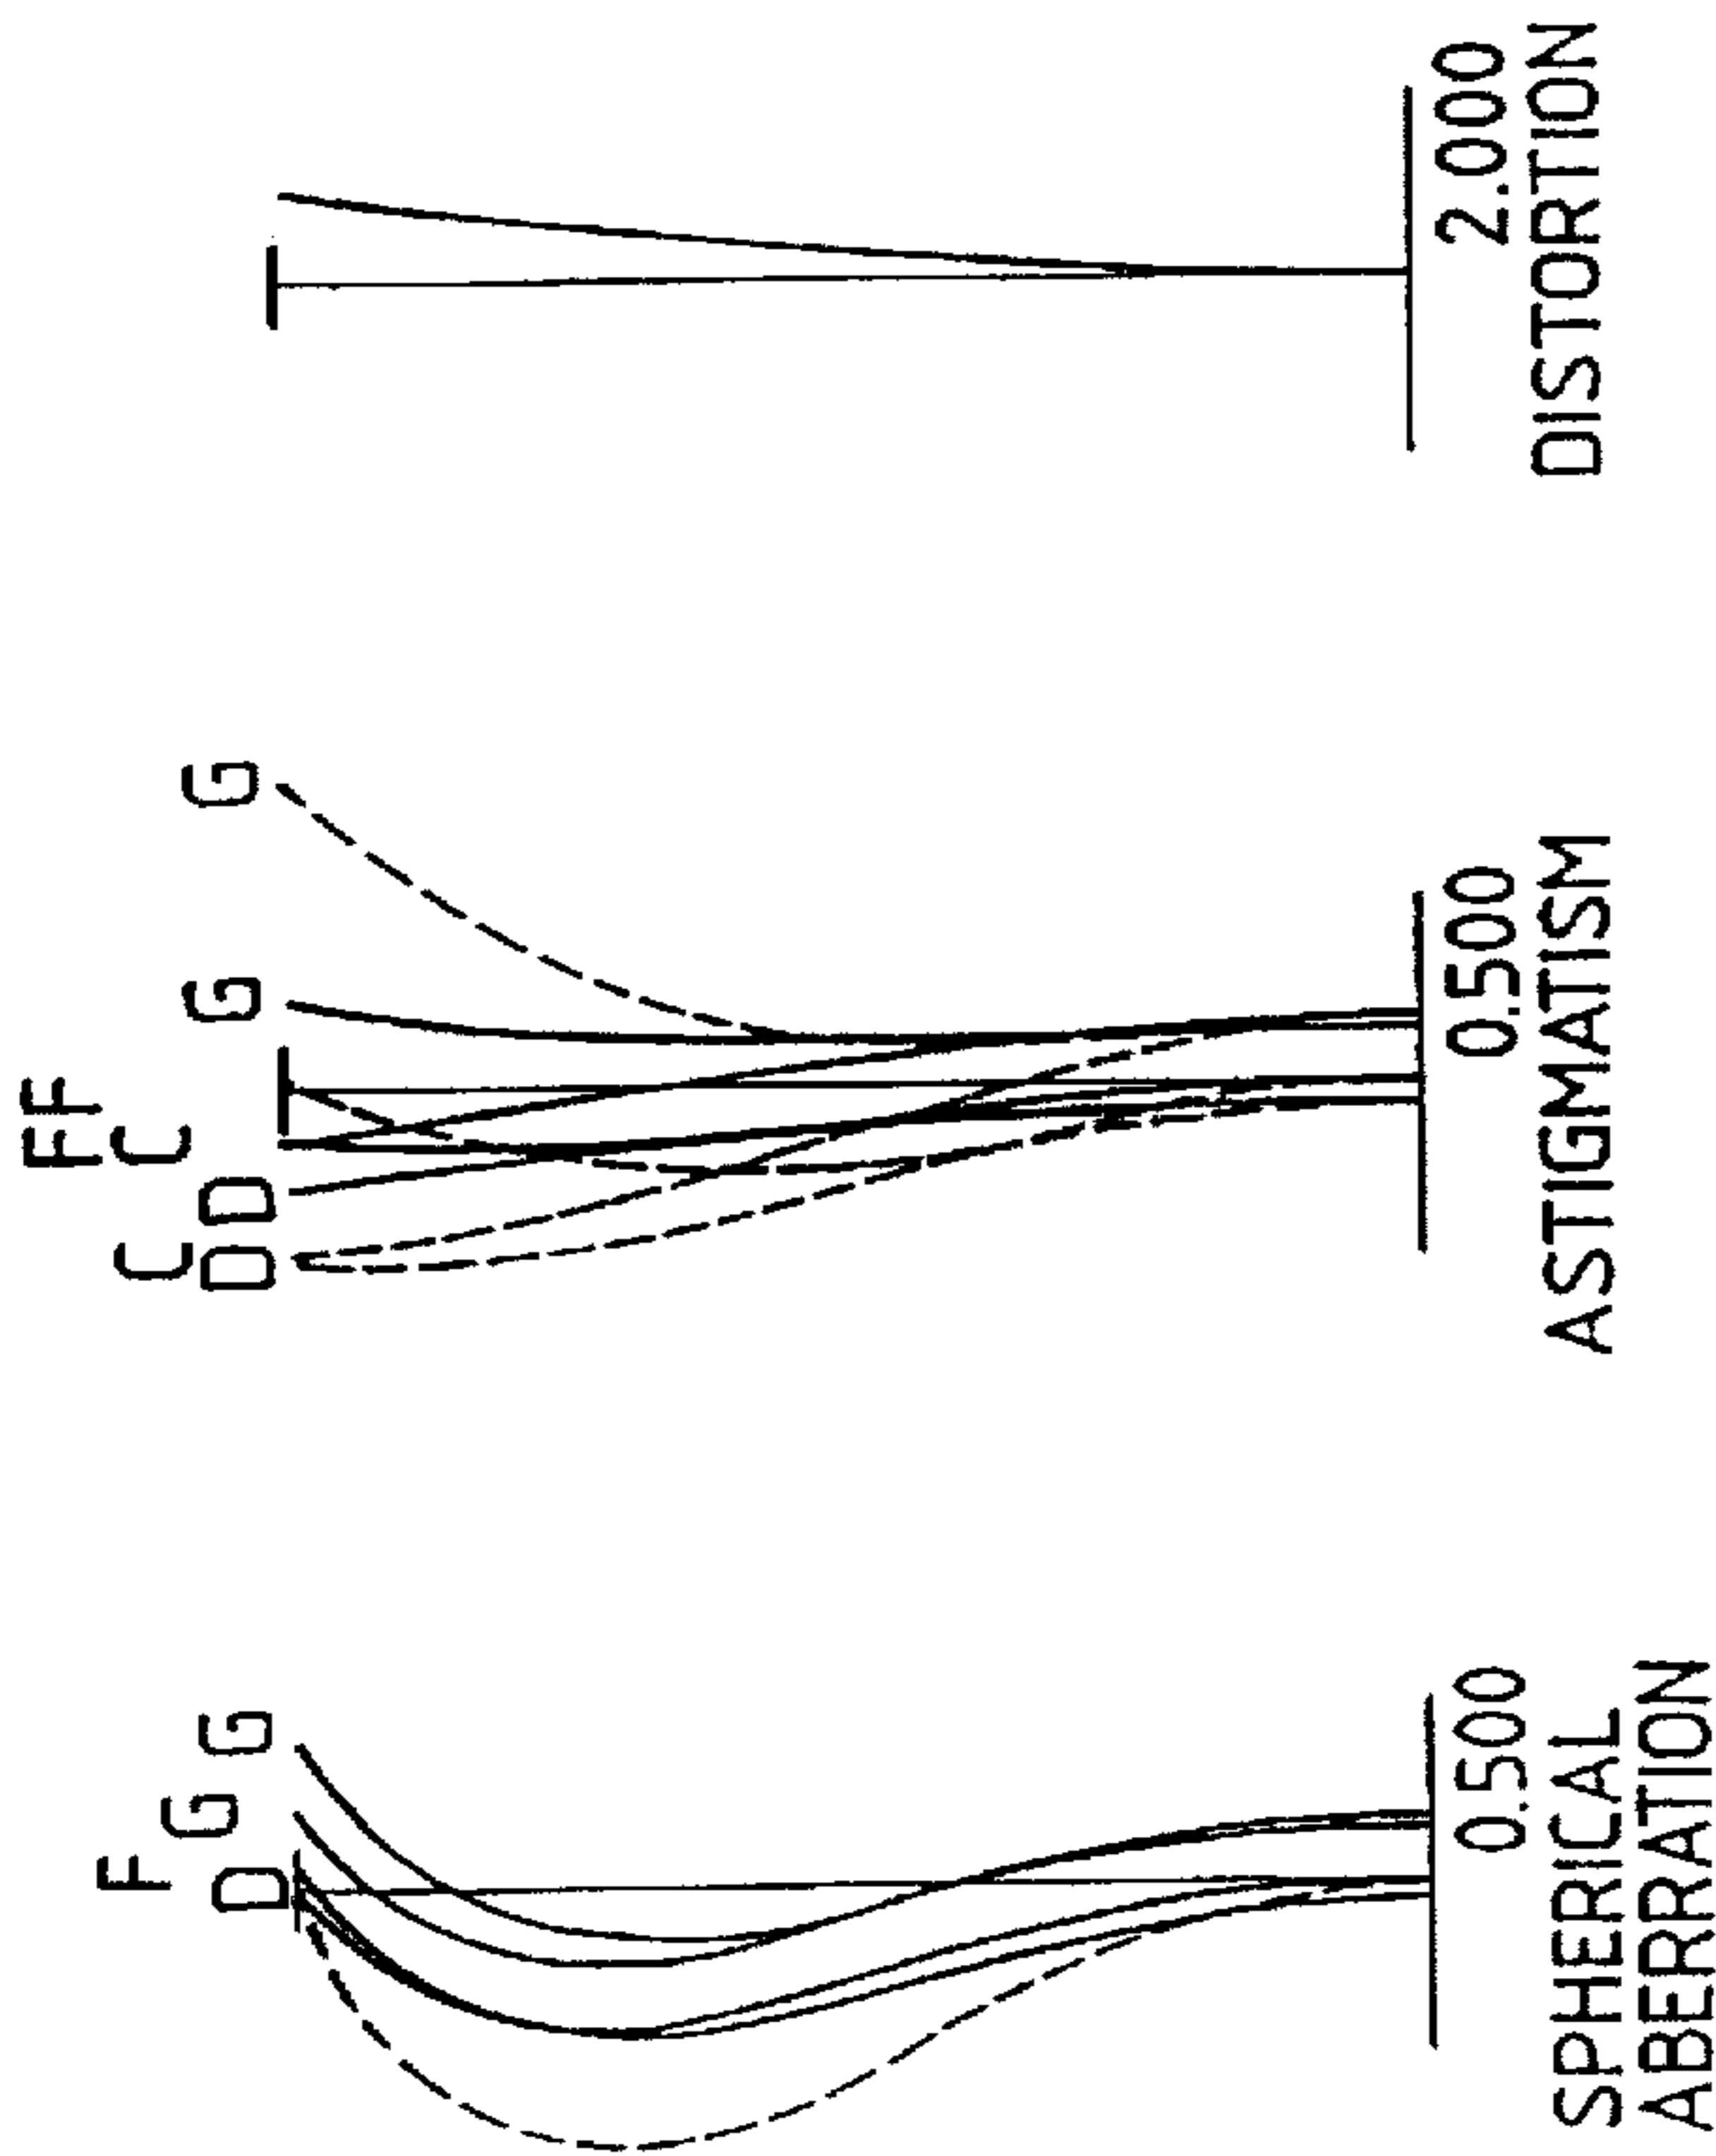 F
G
G
D
0.500
SPHERICAL
ABERRATION
F F
C C
G G
D D
0.500
ASTIGMATISM
2.000
DISTORTION